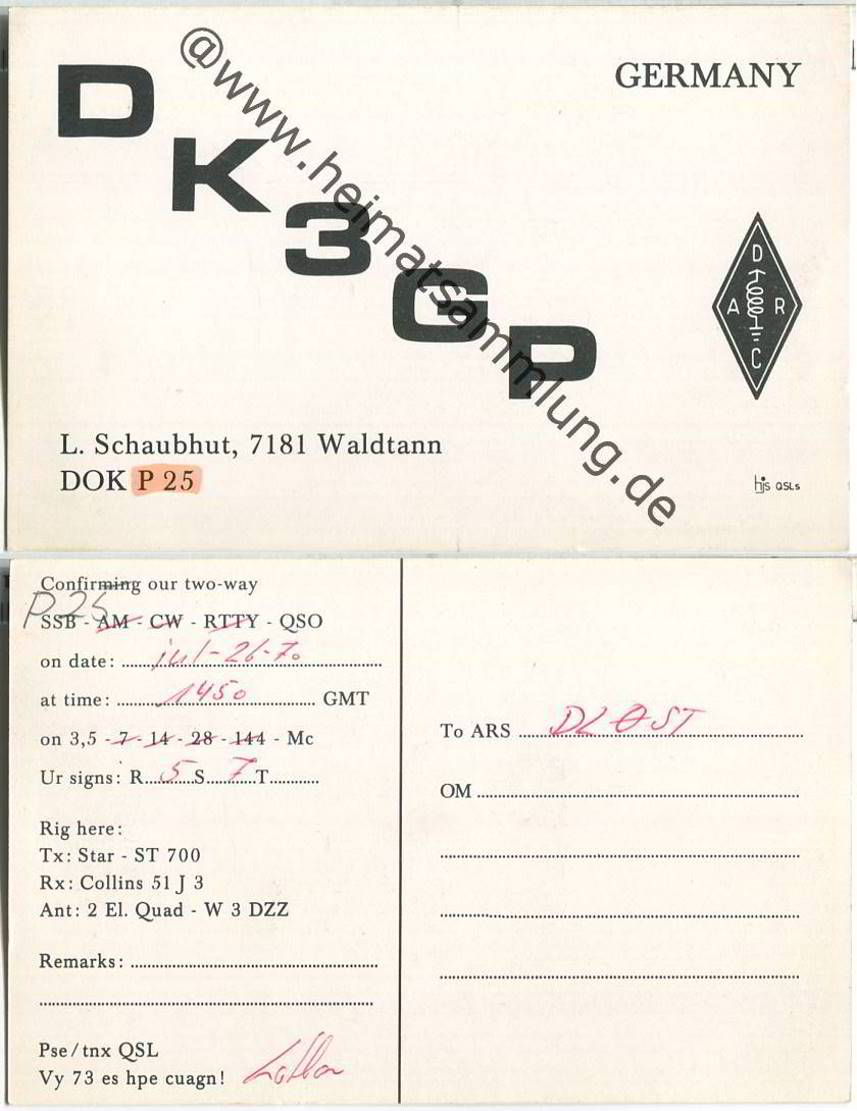 GERMANY
DK3GP
@www.heimatsammlung.de
D
A R
C
L. Schaubhut, 7181 Waldtann
DOK P 25
hjs QSLs
Confirming our two-way
P25
SSB - AM - CW - RTTY - QSO
on date: jul-26-70
at time: 1450 GMT
on 3,5 - 7 - 14 - 28 - 144 - Mc
Ur signs: R 5 S 7 T
Rig here:
Tx: Star - ST 700
Rx: Collins 51 J 3
Ant: 2 El. Quad - W 3 DZZ
Remarks:
Pse/tnx QSL
Vy 73 es hpe cuagn!
To ARS DL0ST
OM